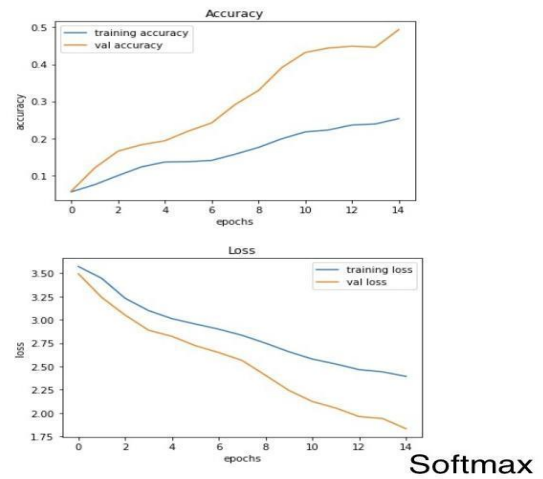 Accuracy
training accuracy
val accuracy
0.5
0.4
0.3
0.2
0.1
accuracy
0 2 4 6 8 10 12 14
epochs
Loss
training loss
val loss
3.50
3.25
3.00
2.75
2.50
2.25
2.00
1.75
loss
0 2 4 6 8 10 12 14
epochs
Softmax